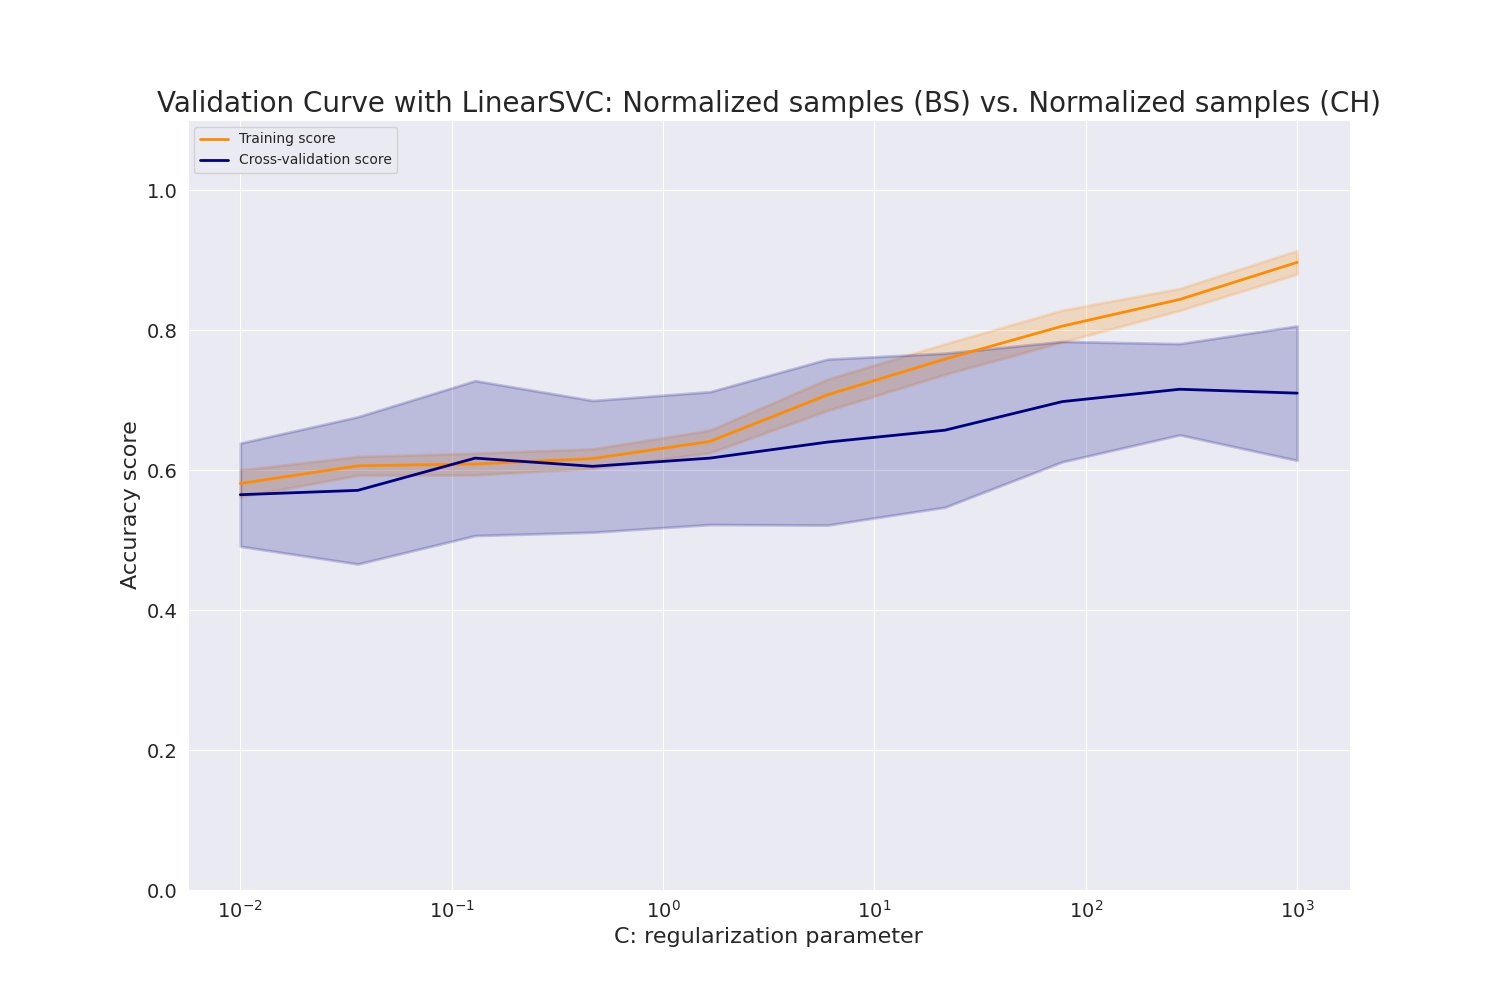 Validation Curve with LinearSVC: Normalized samples (BS) vs. Normalized samples (CH)
Training score
Cross-validation score
Accuracy score
1.0
0.8
0.6
0.4
0.2
0.0
10⁻² 10⁻¹ 10⁰ 10¹ 10² 10³
C: regularization parameter